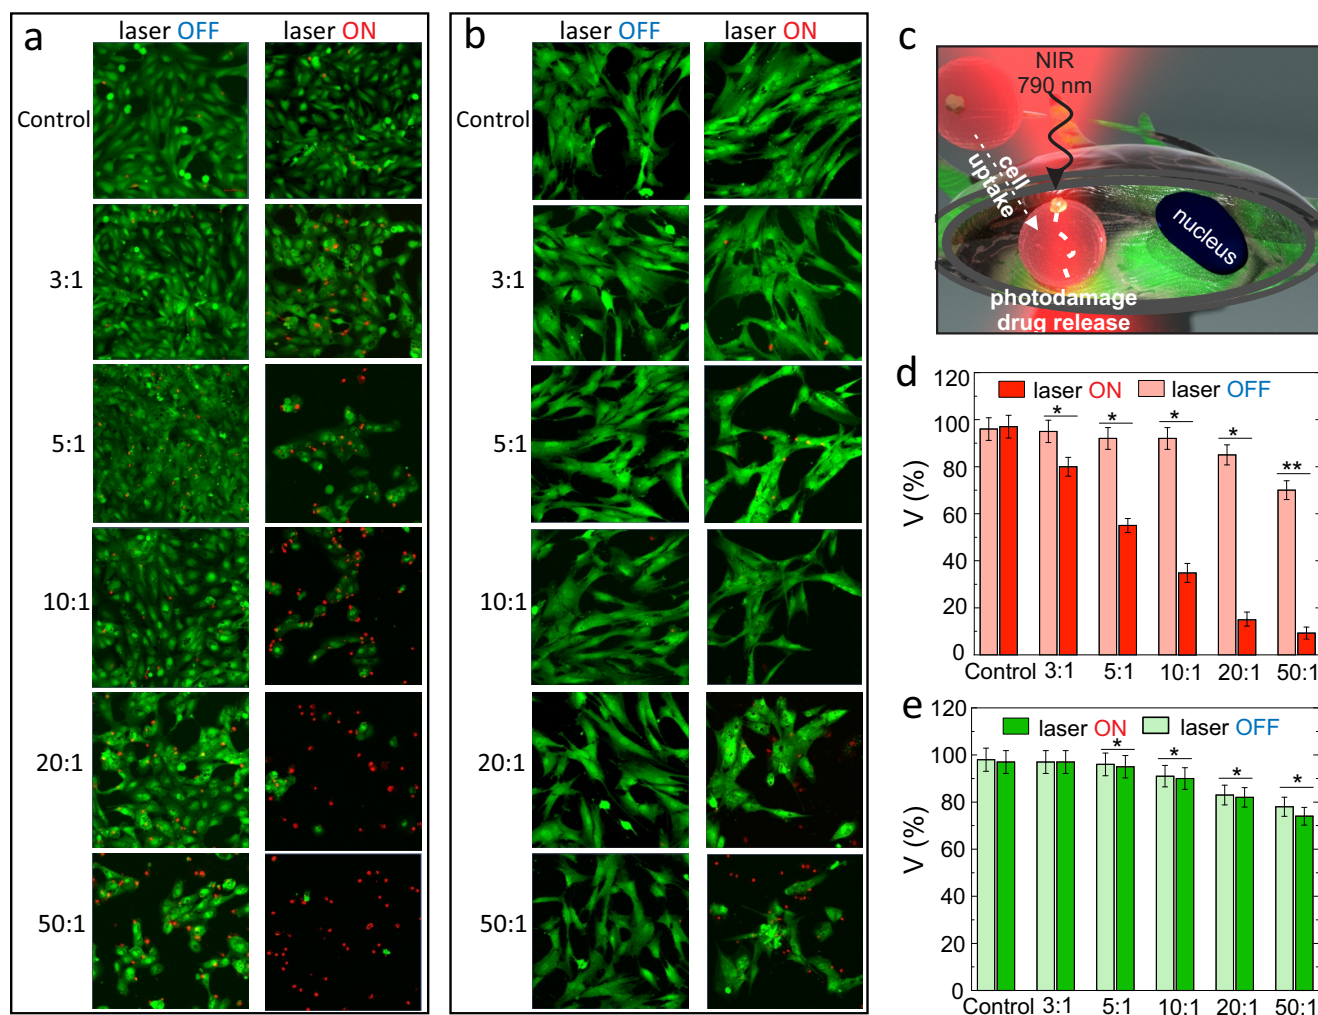 a
laser OFF
laser ON
Control
3:1
5:1
10:1
20:1
50:1
b
laser OFF
laser ON
Control
3:1
5:1
10:1
20:1
50:1
c
NIR
790 nm
cell
uptake
nucleus
photodamage
drug release
d
laser ON
laser OFF
V (%)
120
100
80
60
40
20
0
*
*
*
*
**
Control
3:1
5:1
10:1
20:1
50:1
e
laser ON
laser OFF
V (%)
120
100
80
60
40
20
0
*
*
*
*
Control
3:1
5:1
10:1
20:1
50:1